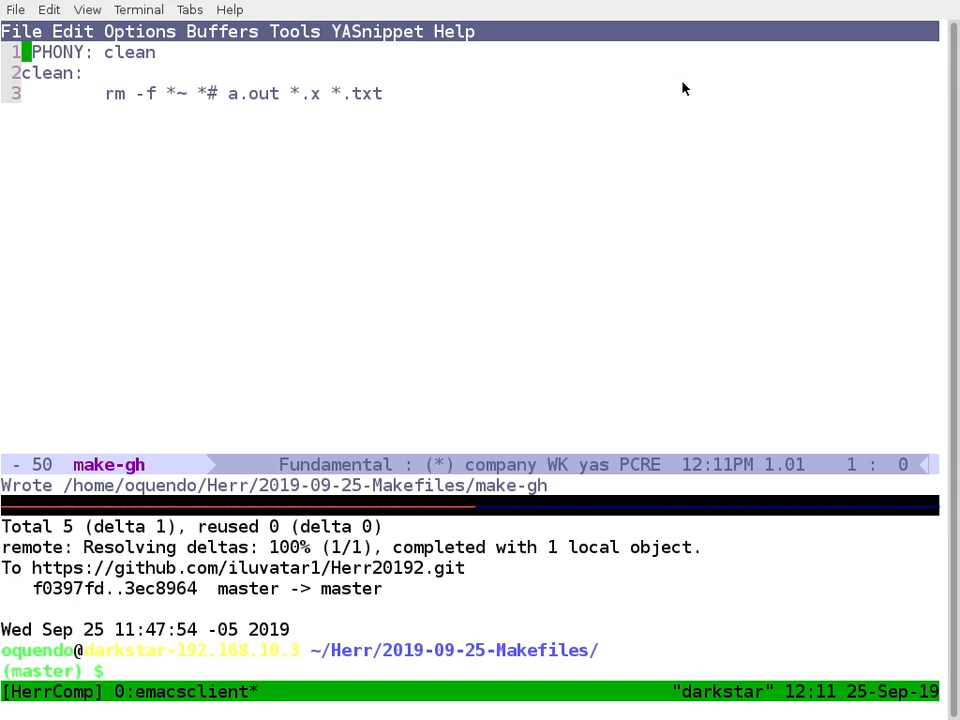 File Edit View Terminal Tabs Help
File Edit Options Buffers Tools YASnippet Help
1 PHONY: clean
2clean:
3 rm -f *~ *# a.out *.x *.txt
- 50 make-gh Fundamental : (*) company WK yas PCRE 12:11PM 1.01 1 : 0
Wrote /home/oquendo/Herr/2019-09-25-Makefiles/make-gh
Total 5 (delta 1), reused 0 (delta 0)
remote: Resolving deltas: 100% (1/1), completed with 1 local object.
To https://github.com/iluvatar1/Herr20192.git
f0397fd..3ec8964 master -> master
Wed Sep 25 11:47:54 -05 2019
oquendo@darkstar-192.168.10.3 ~/Herr/2019-09-25-Makefiles/
(master) $
[HerrComp] 0:emacsclient* "darkstar" 12:11 25-Sep-19